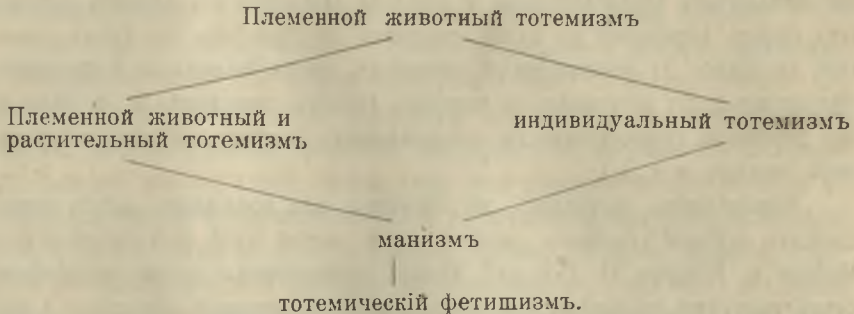 Племенной животный тотемизмъ
Племенной животный и
растительный тотемизмъ
индивидуальный тотемизмъ
манизмъ
тотемическій фетишизмъ.